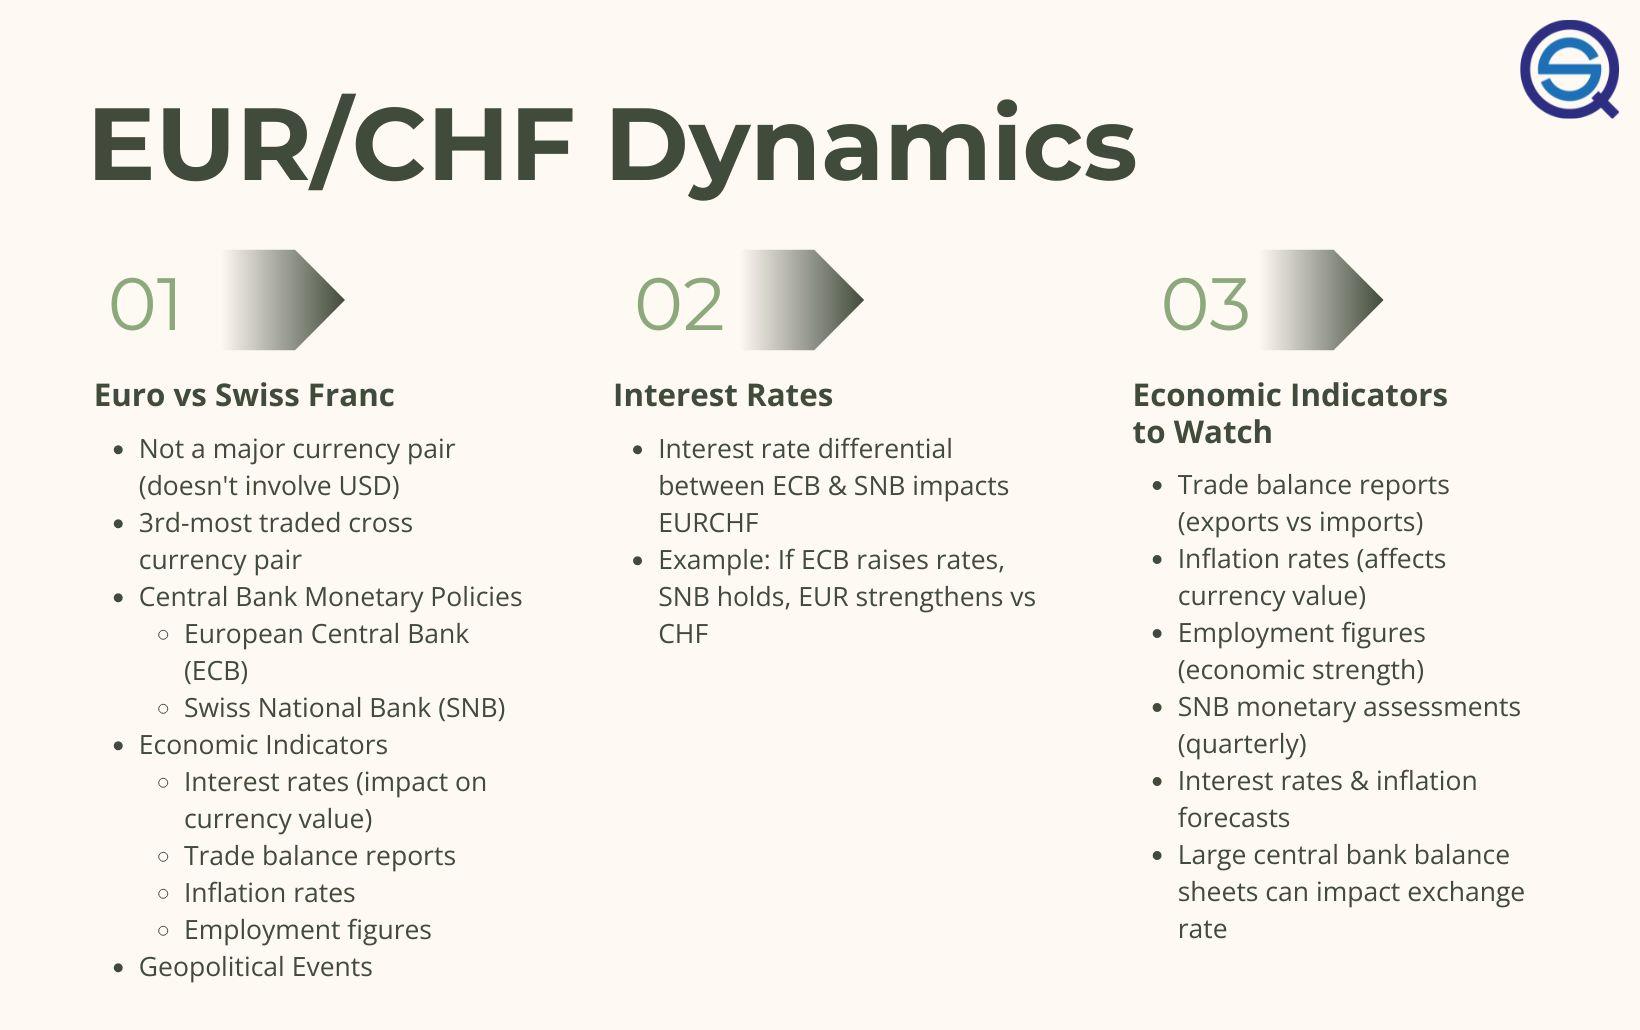 EUR/CHF Dynamics
01
Euro vs Swiss Franc
• Not a major currency pair
(doesn't involve USD)
• 3rd-most traded cross
currency pair
• Central Bank Monetary Policies
◦ European Central Bank
(ECB)
◦ Swiss National Bank (SNB)
• Economic Indicators
◦ Interest rates (impact on
currency value)
◦ Trade balance reports
◦ Inflation rates
◦ Employment figures
• Geopolitical Events
02
Interest Rates
• Interest rate differential
between ECB & SNB impacts
EURCHF
• Example: If ECB raises rates,
SNB holds, EUR strengthens vs
CHF
03
Economic Indicators
to Watch
• Trade balance reports
(exports vs imports)
• Inflation rates (affects
currency value)
• Employment figures
(economic strength)
• SNB monetary assessments
(quarterly)
• Interest rates & inflation
forecasts
• Large central bank balance
sheets can impact exchange
rate